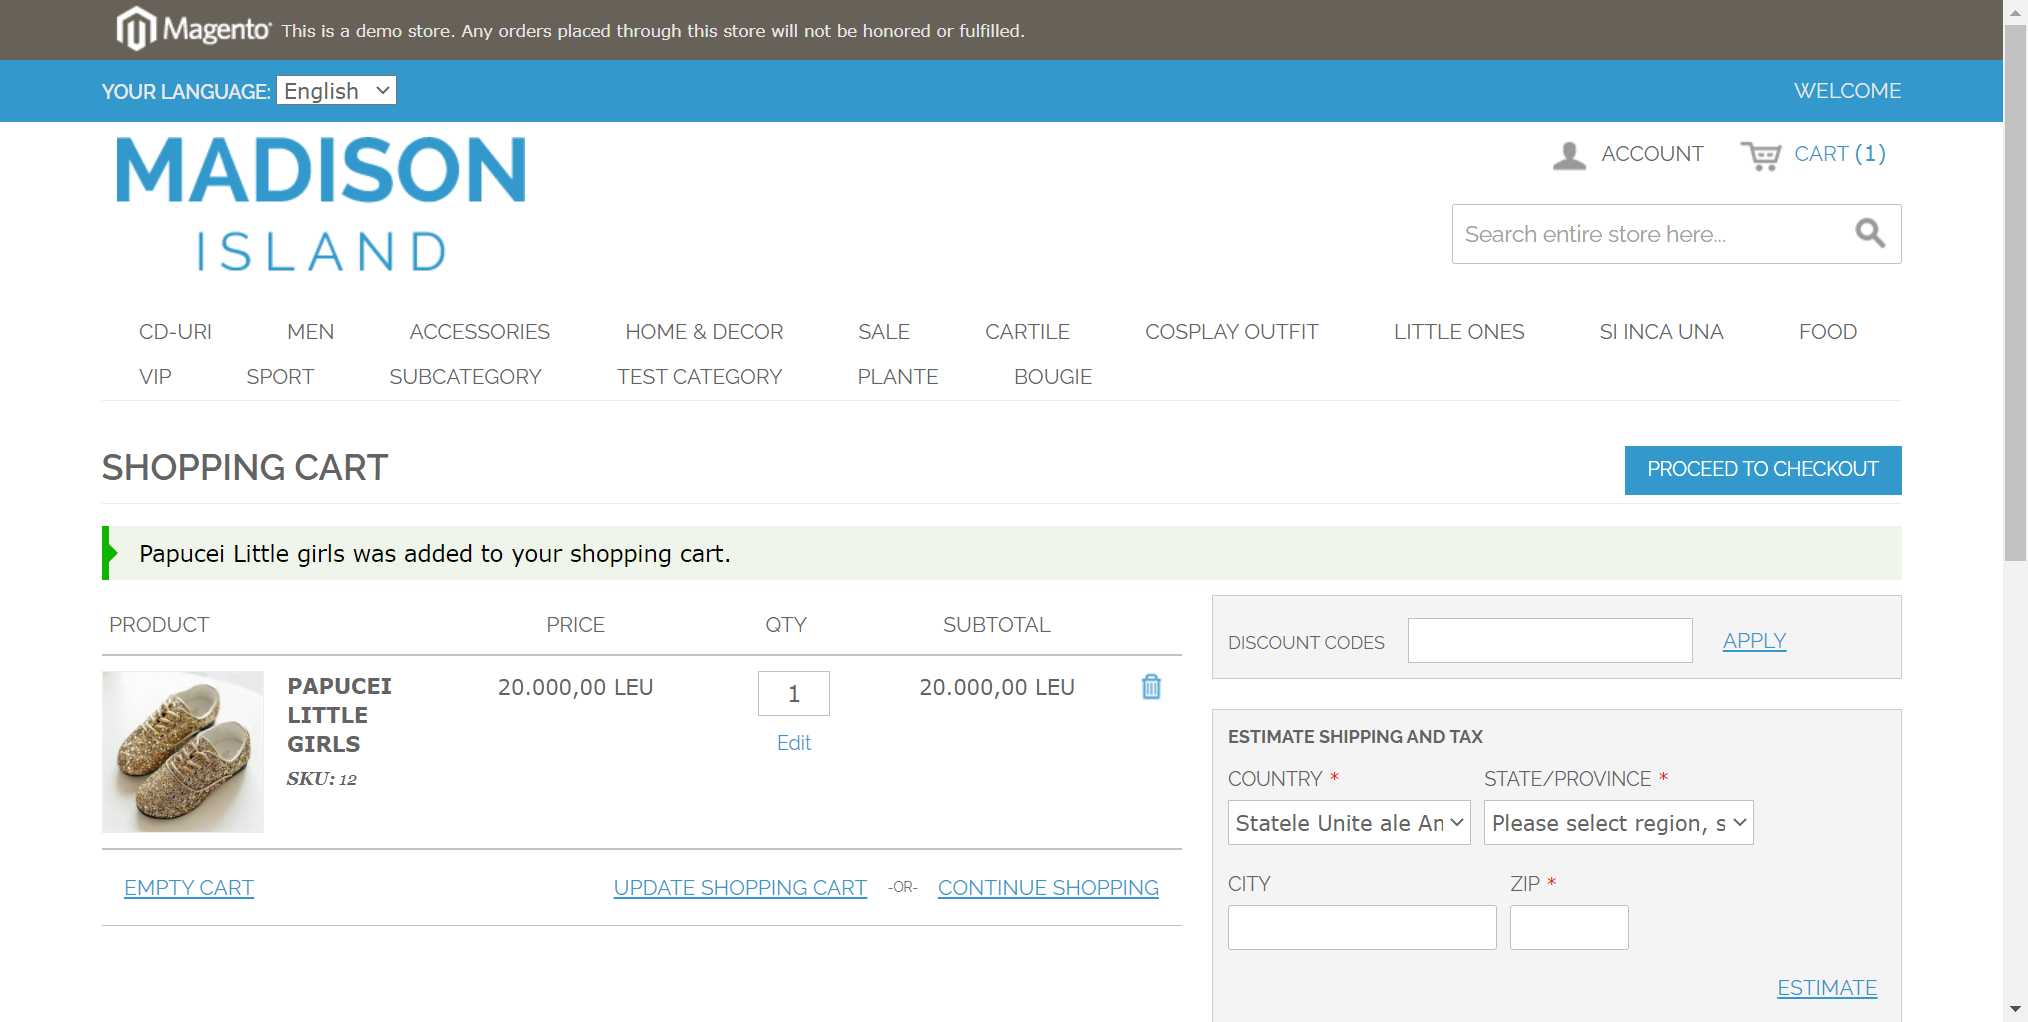 Magento This is a demo store. Any orders placed through this store will not be honored or fulfilled.
YOUR LANGUAGE: English WELCOME
MADISON
ISLAND
ACCOUNT CART (1)
Search entire store here...
CD-URI MEN ACCESSORIES HOME & DECOR SALE CARTILE COSPLAY OUTFIT LITTLE ONES SI INCA UNA FOOD
VIP SPORT SUBCATEGORY TEST CATEGORY PLANTE BOUGIE
SHOPPING CART PROCEED TO CHECKOUT
Papucei Little girls was added to your shopping cart.
PRODUCT PRICE QTY SUBTOTAL
PAPUCEI 20.000,00 LEU 1 20.000,00 LEU
LITTLE
GIRLS Edit
SKU: 12
EMPTY CART UPDATE SHOPPING CART -OR- CONTINUE SHOPPING
DISCOUNT CODES APPLY
ESTIMATE SHIPPING AND TAX
COUNTRY * STATE/PROVINCE *
Statele Unite ale Am Please select region, s
CITY ZIP *
ESTIMATE